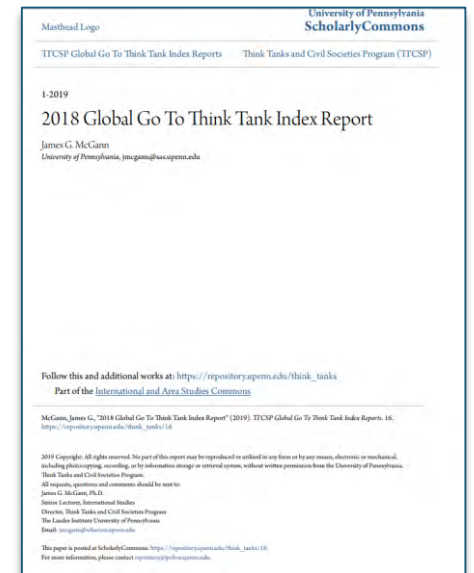 University of Pennsylvania
Masthead Logo
ScholarlyCommons
TTCSP Global Go To Think Tank Index Reports Think Tanks and Civil Societies Program (TTCSP)
1-2019
2018 Global Go To Think Tank Index Report
James G. McGann
University of Pennsylvania, jmcgann@sas.upenn.edu
Follow this and additional works at: https://repository.upenn.edu/think_tanks
Part of the International and Area Studies Commons
McGann, James G., "2018 Global Go To Think Tank Index Report" (2019). TTCSP Global Go To Think Tank Index Reports. 16.
https://repository.upenn.edu/think_tanks/16
2019 Copyright: All rights reserved. No part of this report may be reproduced or utilized in any form or by any means, electronic or mechanical,
including photocopying, recording, or by information storage or retrieval system, without written permission from the University of Pennsylvania,
Think Tanks and Civil Societies Program.
All requests, questions and comments should be sent to:
James G. McGann, Ph.D.
Senior Lecturer, International Studies
Director, Think Tanks and Civil Societies Program
The Lauder Institute University of Pennsylvania
Email: jmcgann@wharton.upenn.edu
This paper is posted at ScholarlyCommons. https://repository.upenn.edu/think_tanks/16
For more information, please contact repository@pobox.upenn.edu.